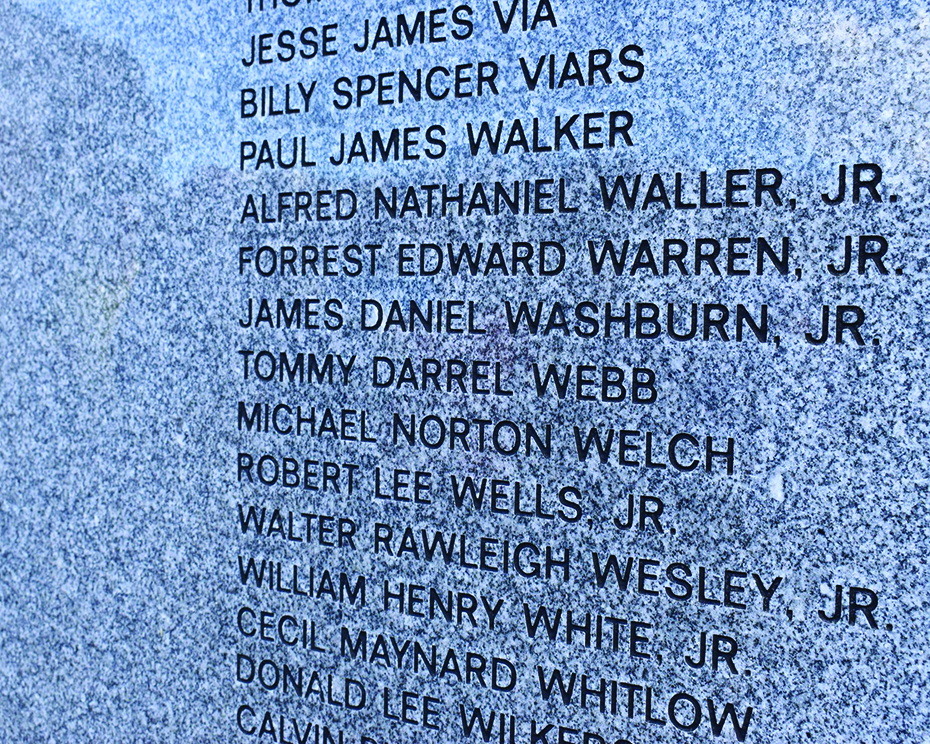 JESSE JAMES VIA
BILLY SPENCER VIARS
PAUL JAMES WALKER
ALFRED NATHANIEL WALLER, JR.
FORREST EDWARD WARREN, JR.
JAMES DANIEL WASHBURN, JR.
TOMMY DARREL WEBB
MICHAEL NORTON WELCH
ROBERT LEE WELLS, JR.
WALTER RAWLEIGH WESLEY, JR.
WILLIAM HENRY WHITE, JR.
CECIL MAYNARD WHITLOW
DONALD LEE
CALVIN